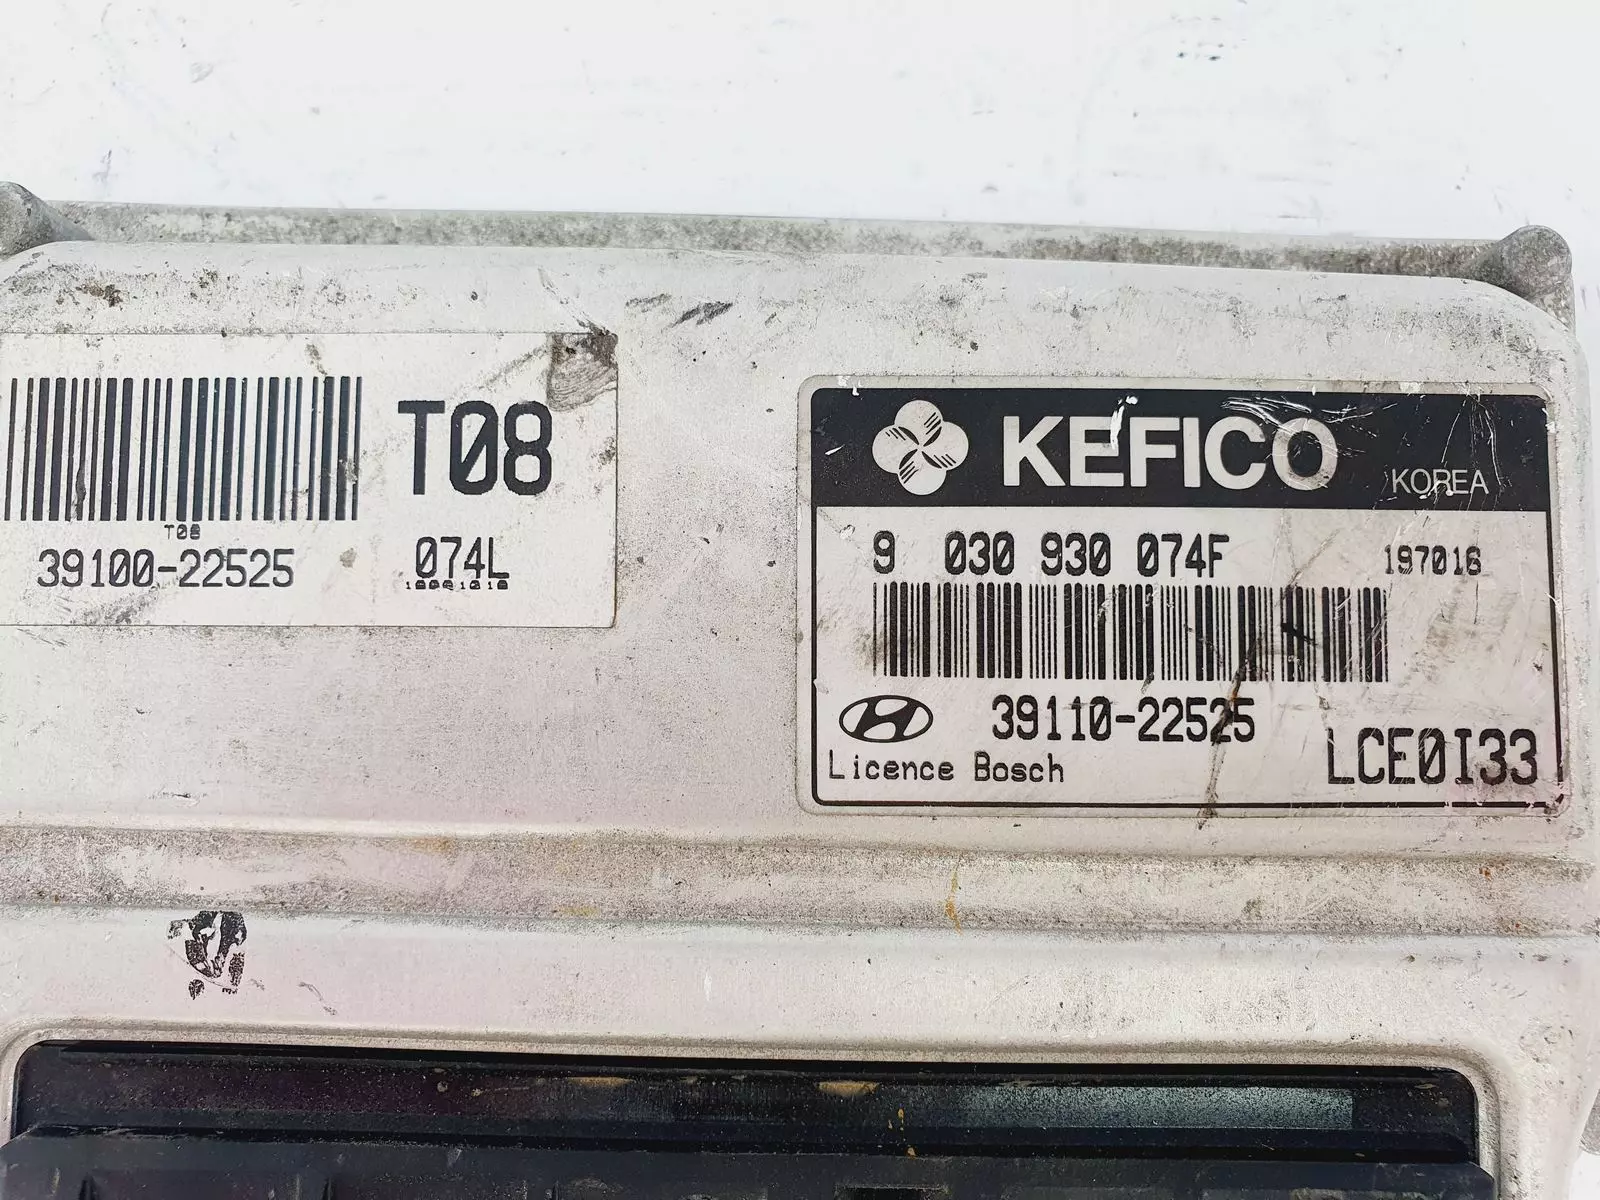 T08
T08
39100-22525
074L
KEFICO
KOREA
9 030 930 074F
197016
39110-22525
Licence Bosch
LCE0I33